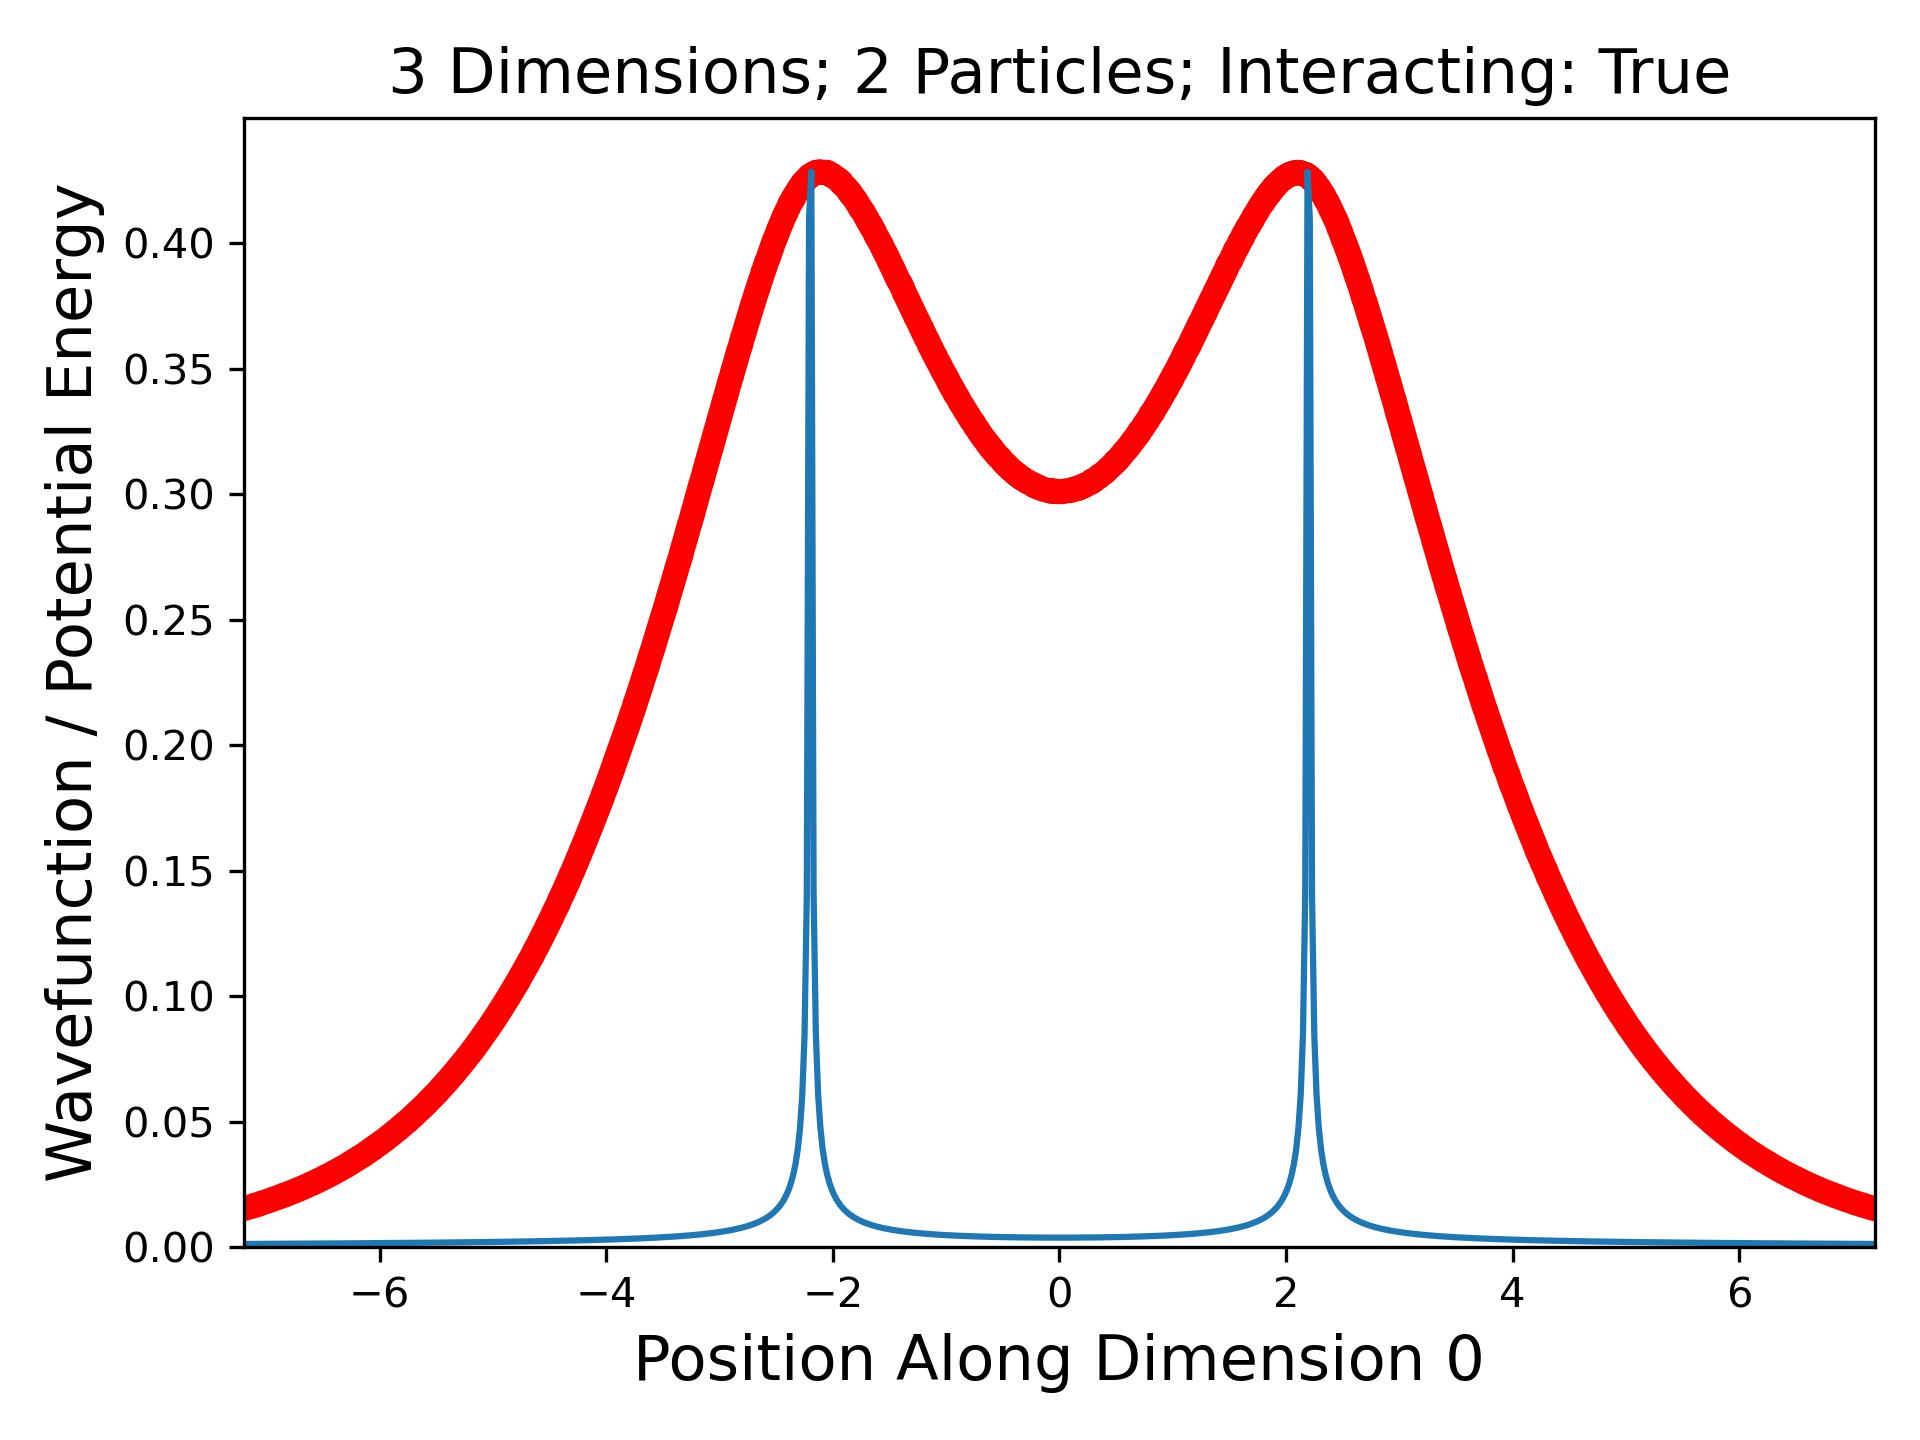 3 Dimensions; 2 Particles; Interacting: True
Wavefunction / Potential Energy
0.40
0.35
0.30
0.25
0.20
0.15
0.10
0.05
0.00
−6 −4 −2 0 2 4 6
Position Along Dimension 0